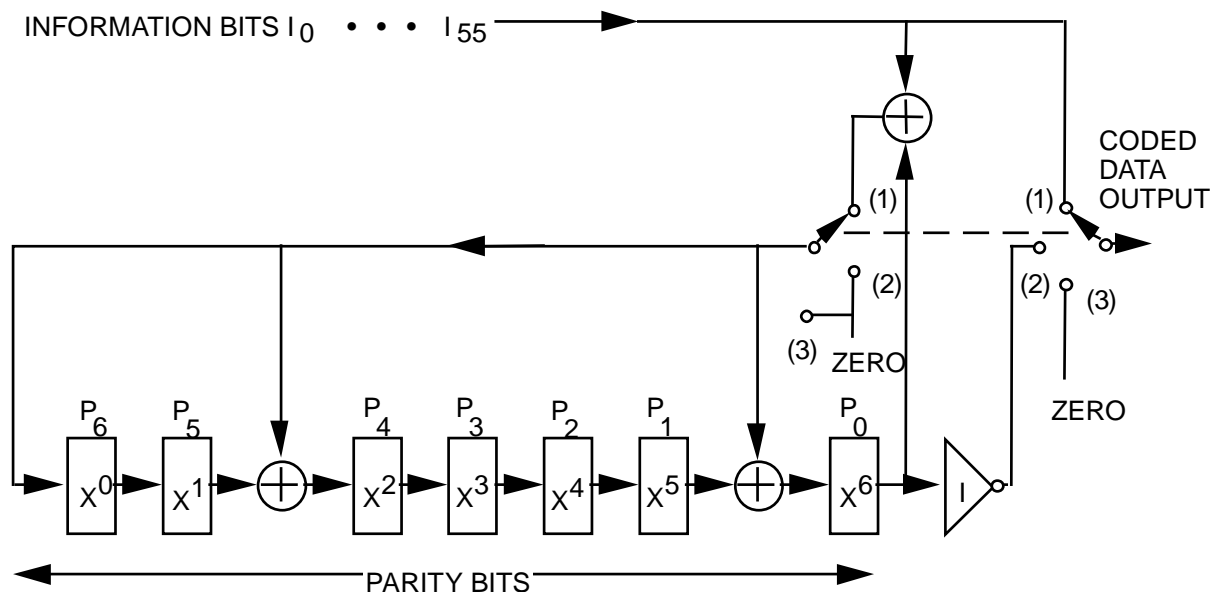 INFORMATION BITS I0 • • • I55
CODED
DATA
OUTPUT
(1)
(1)
(2)
(2)
(3)
(3)
ZERO
ZERO
P6 P5 P4 P3 P2 P1 P0
X0 X1 X2 X3 X4 X5 X6 I
PARITY BITS